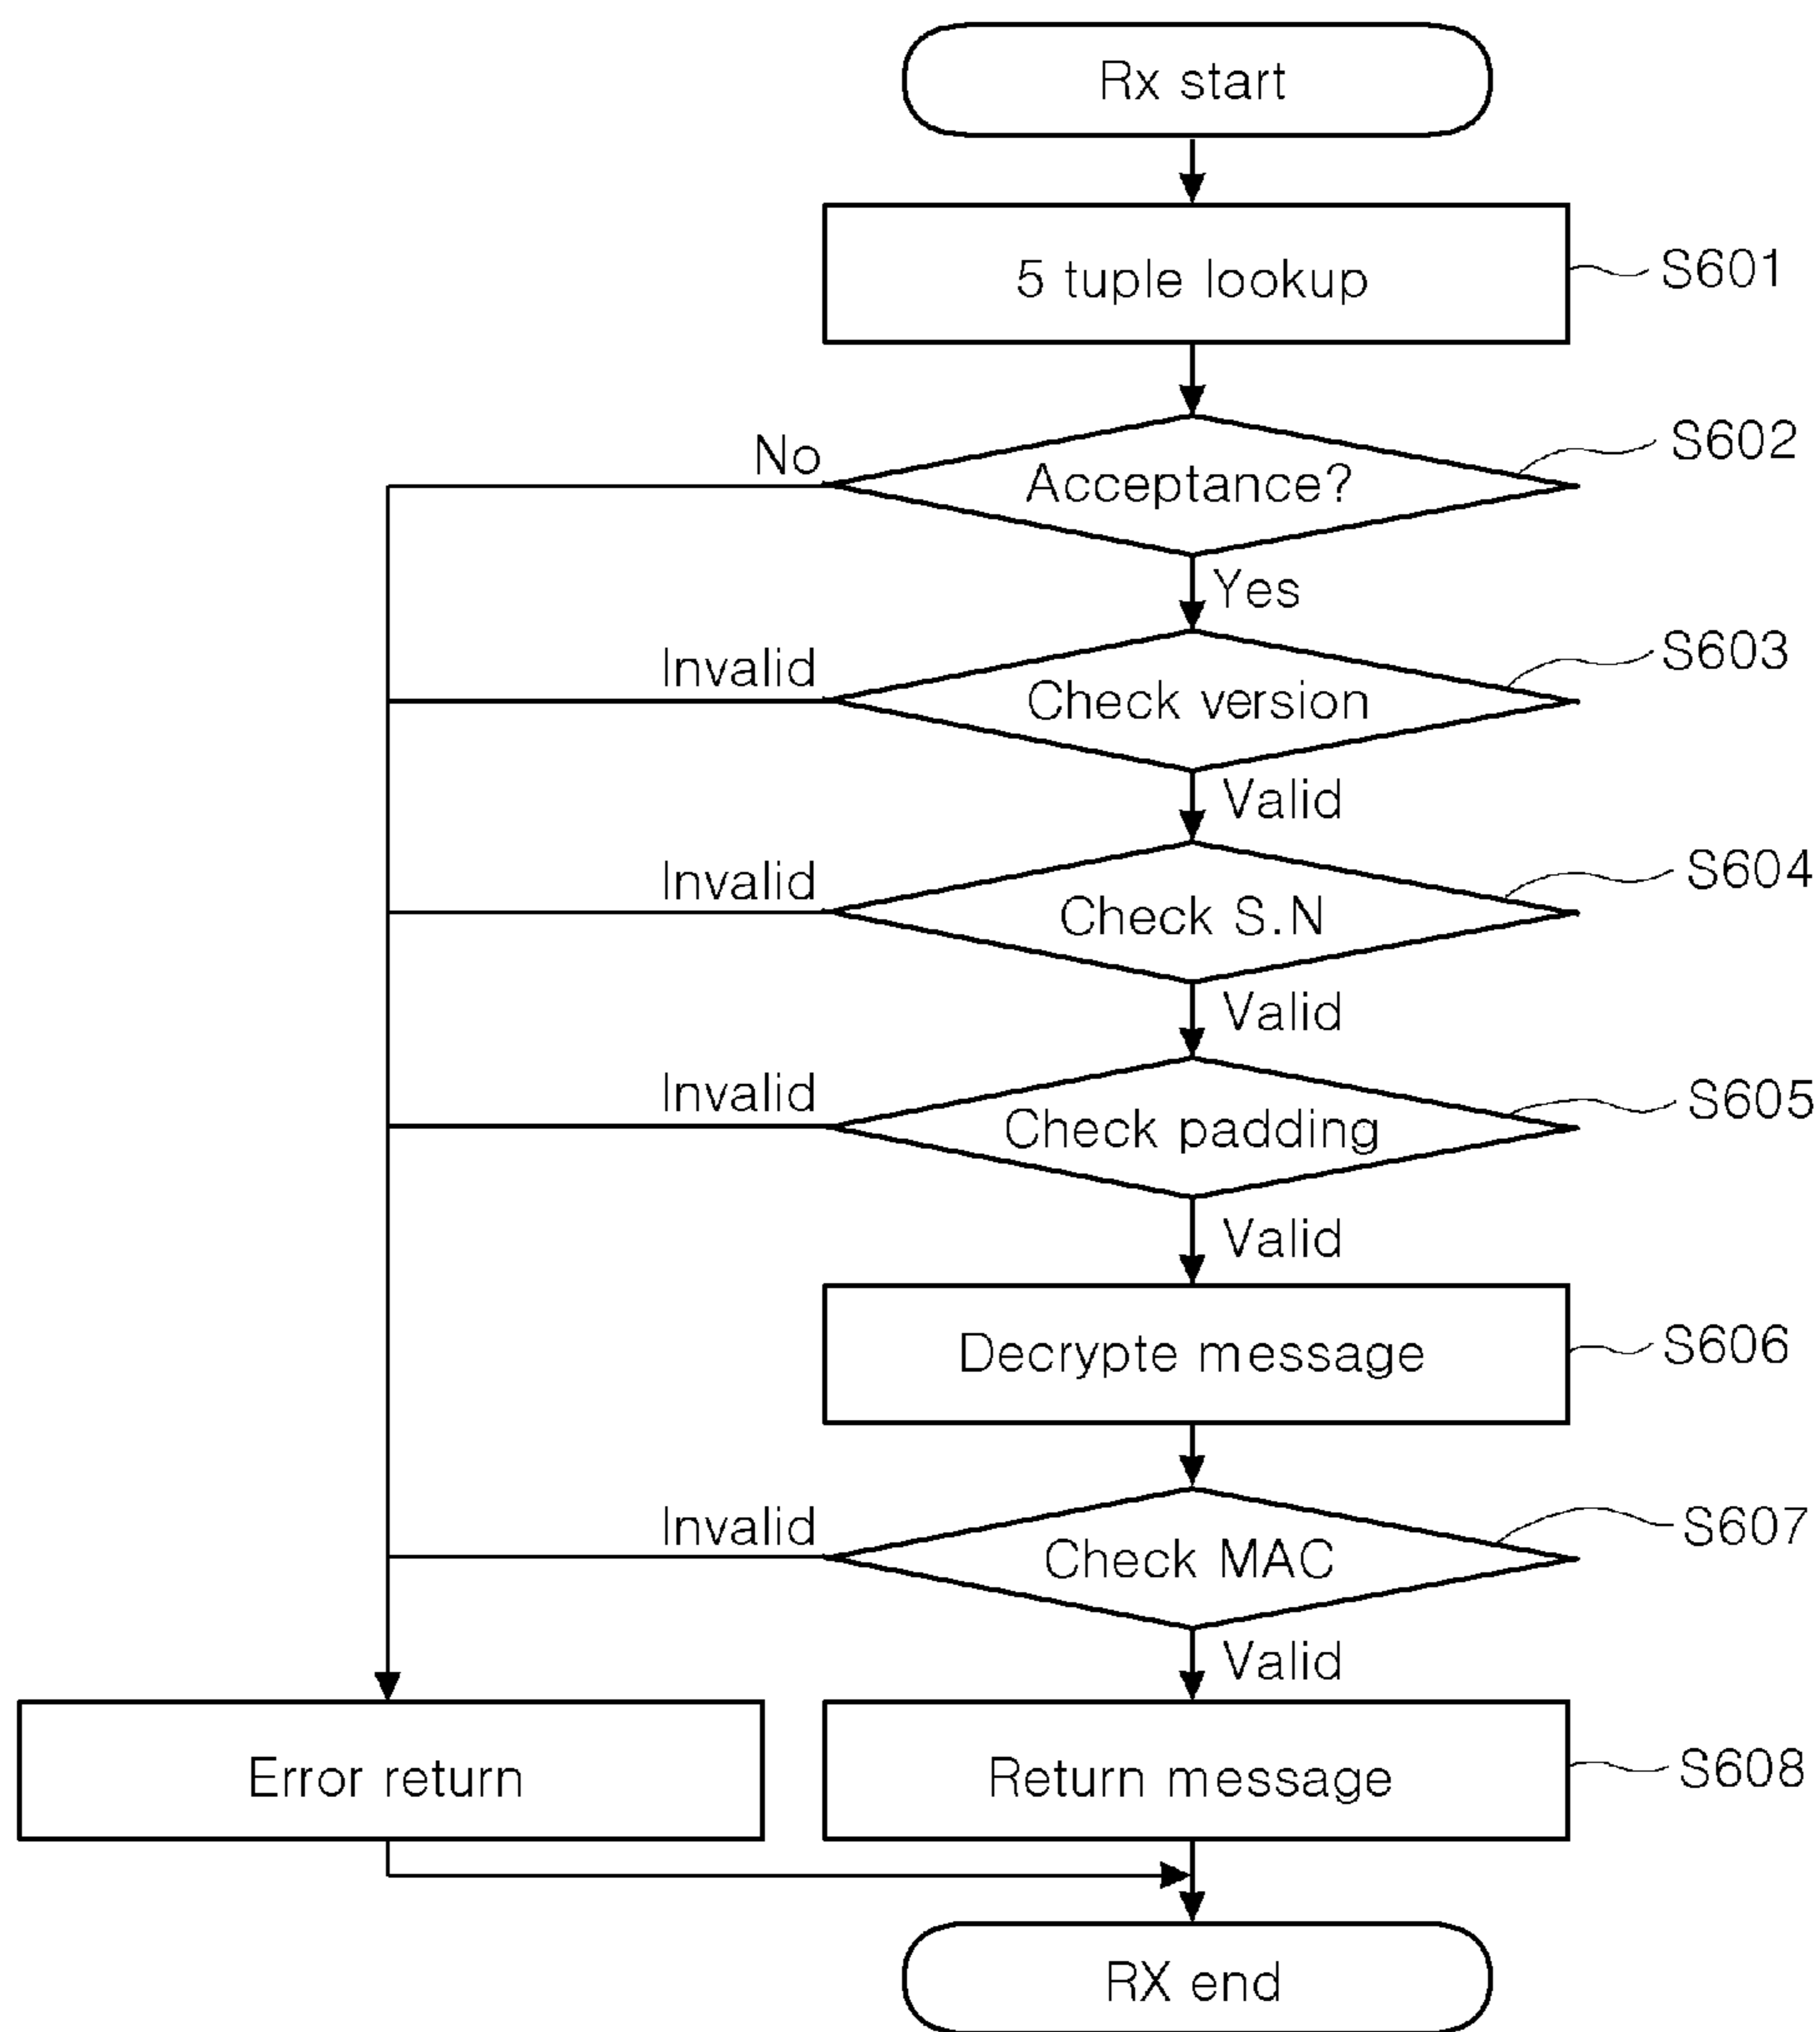 Rx start
5 tuple lookup
S601
Acceptance?
S602
No
Yes
Check version
S603
Invalid
Valid
Check S.N
S604
Invalid
Valid
Check padding
S605
Invalid
Valid
Decrypte message
S606
Check MAC
S607
Invalid
Valid
Error return
Return message
S608
RX end